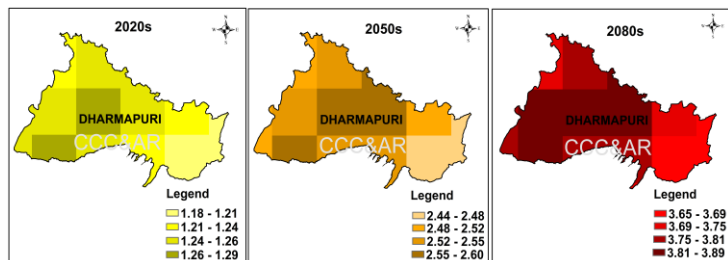 2020s
DHARMAPURI
CCC&AR
Legend
1.18 - 1.21
1.21 - 1.24
1.24 - 1.26
1.26 - 1.29
2050s
DHARMAPURI
CCC&AR
Legend
2.44 - 2.48
2.48 - 2.52
2.52 - 2.55
2.55 - 2.60
2080s
DHARMAPURI
CCC&AR
Legend
3.65 - 3.69
3.69 - 3.75
3.75 - 3.81
3.81 - 3.89